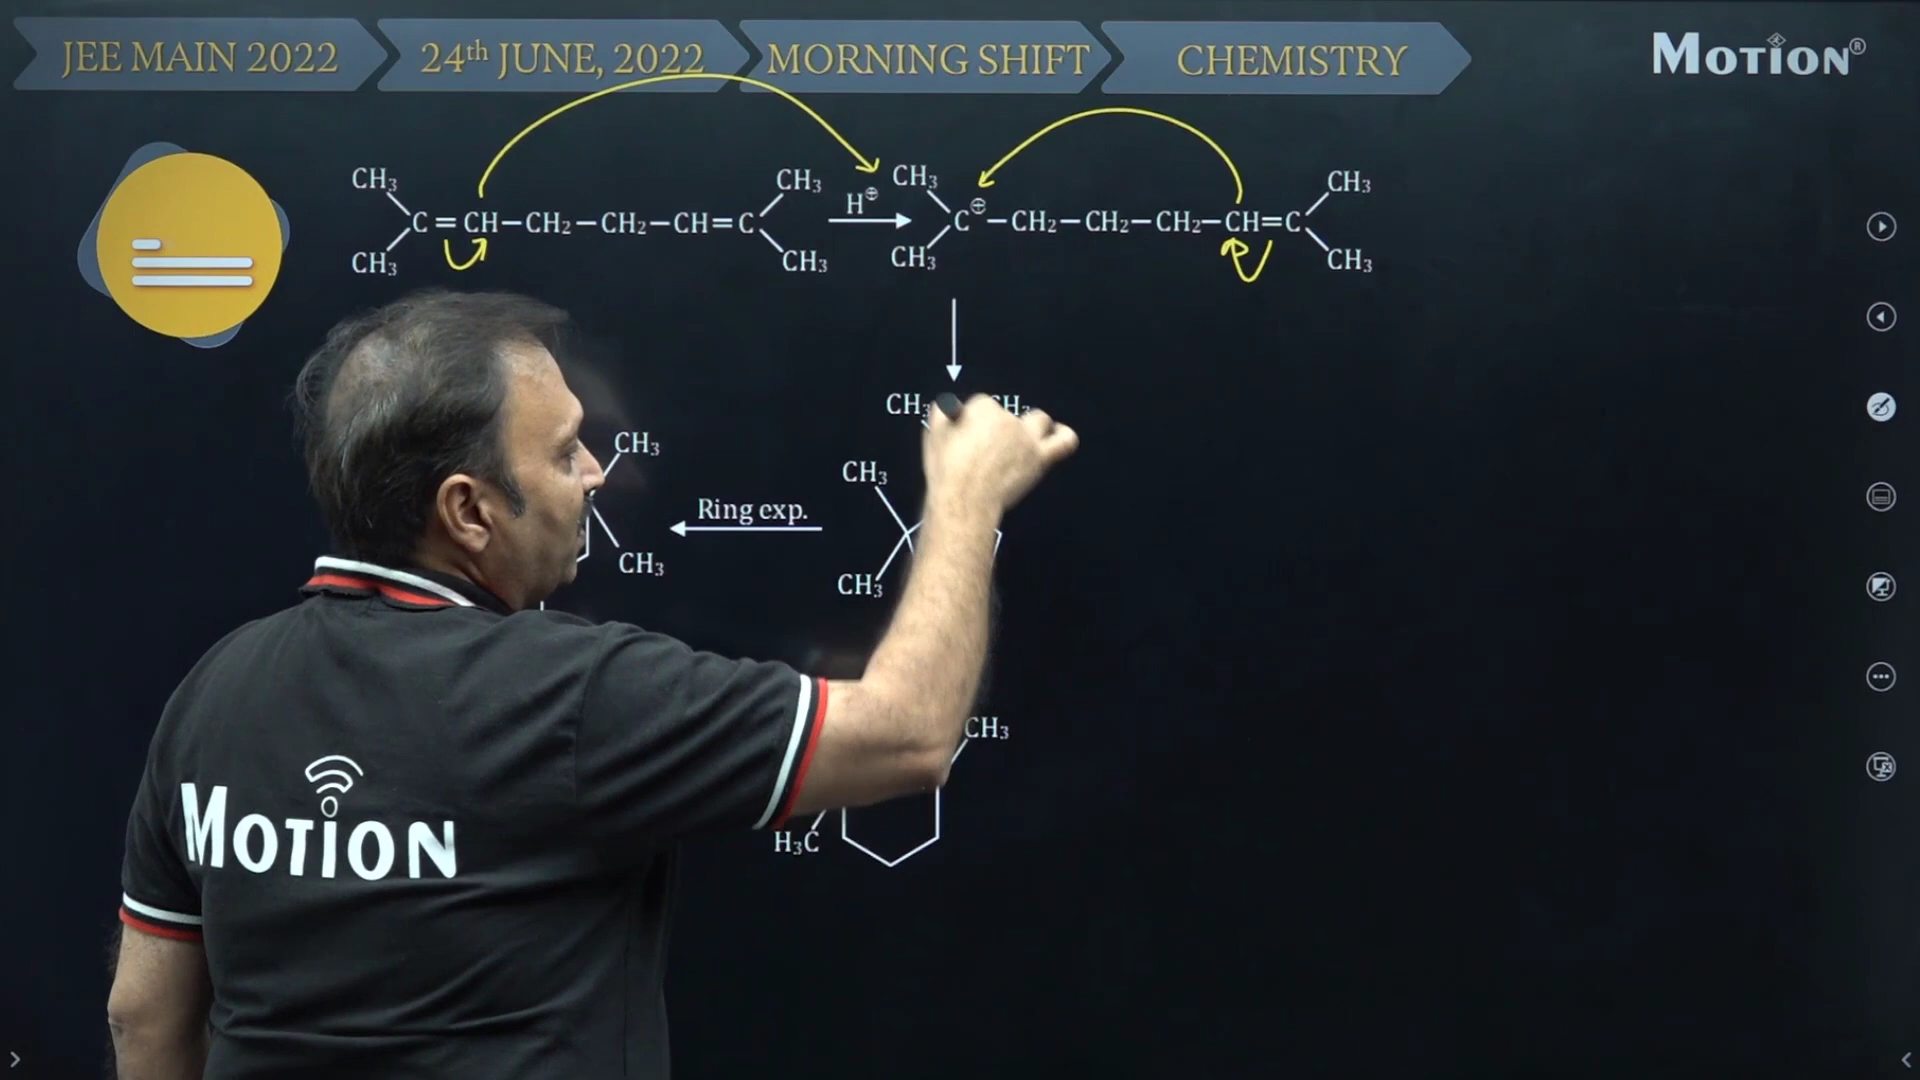 JEE MAIN 2022 24th JUNE, 2022 MORNING SHIFT CHEMISTRY MOTION®
CH₃ CH₃ CH₃ CH₃
C=CH—CH₂—CH₂—CH=C H⊕ C⊕—CH₂—CH₂—CH₂—CH=C
CH₃ CH₃ CH₃ CH₃
CH₃ CH₃
CH₃ CH₃
Ring exp.
CH₃ CH₃
CH₃
H₃C
MOTION